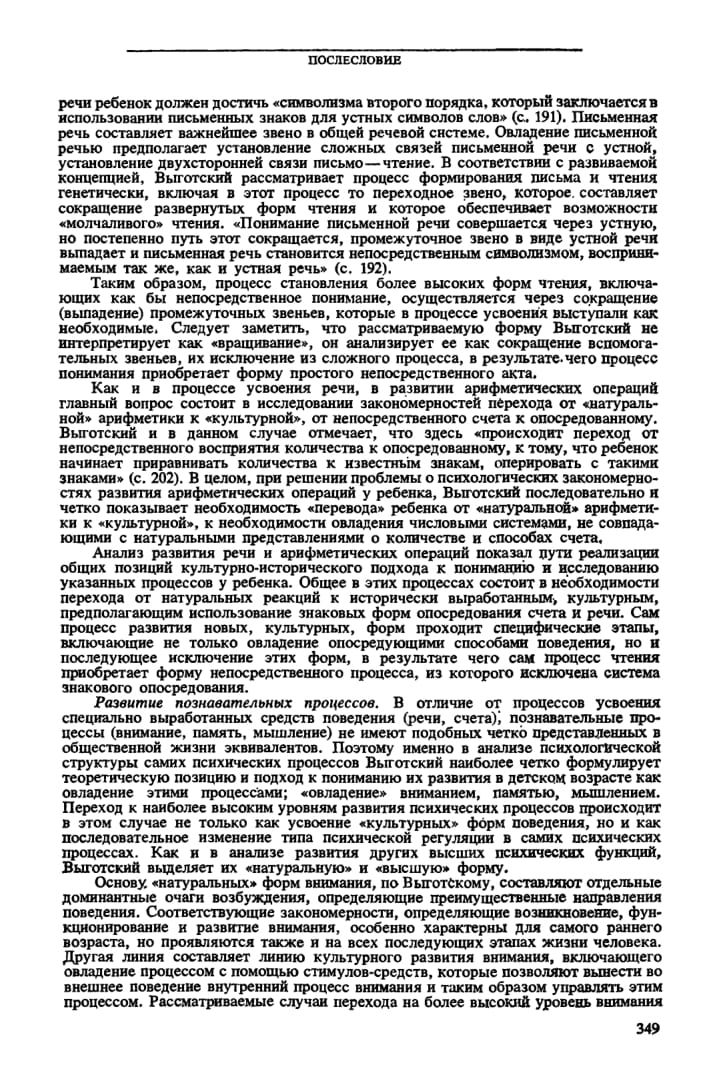 ПОСЛЕСЛОВИЕ
речи ребенок должен достичь «символизма второго порядка, который заключается в
использовании письменных знаков для устных символов слов» (с. 191). Письменная
речь составляет важнейшее звено в общей речевой системе. Овладение письменной
речью предполагает установление сложных связей письменной речи с устной,
установление двухсторонней связи письмо — чтение. В соответствии с развиваемой
концепцией, Выготский рассматривает процесс формирования письма и чтения
генетически, включая в этот процесс то переходное звено, которое. составляет
сокращение развернутых форм чтения и которое обеспечивает возможности
«молчаливого» чтения. «Понимание письменной речи совершается через устную,
но постепенно путь этот сокращается, промежуточное звено в виде устной речи
выпадает и письменная речь становится непосредственным символизмом, восприни-
маемым так же, как и устная речь» (с. 192).
Таким образом, процесс становления более высоких форм чтения, включа-
ющих как бы непосредственное понимание, осуществляется через сокращение
(выпадение) промежуточных звеньев, которые в процессе усвоения выступали как
необходимые. Следует заметить, что рассматриваемую форму Выготский не
интерпретирует как «вращивание», он анализирует ее как сокращение вспомога-
тельных звеньев, их исключение из сложного процесса, в результате чего процесс
понимания приобретает форму простого непосредственного акта.
Как и в процессе усвоения речи, в развитии арифметических операций
главный вопрос состоит в исследовании закономерностей перехода от «натураль-
ной» арифметики к «культурной», от непосредственного счета к опосредованному.
Выготский и в данном случае отмечает, что здесь «происходит переход от
непосредственного восприятия количества к опосредованному, к тому, что ребенок
начинает приравнивать количества к известным знакам, оперировать с такими
знаками» (с. 202). В целом, при решении проблемы о психологических закономерно-
стях развития арифметических операций у ребенка, Выготский последовательно и
четко показывает необходимость «перевода» ребенка от «натуральной» арифмети-
ки к «культурной», к необходимости овладения числовыми системами, не совпада-
ющими с натуральными представлениями о количестве и способах счета.
Анализ развития речи и арифметических операций показал пути реализации
общих позиций культурно-исторического подхода к пониманию и исследованию
указанных процессов у ребенка. Общее в этих процессах состоит в необходимости
перехода от натуральных реакций к исторически выработанным, культурным,
предполагающим использование знаковых форм опосредования счета и речи. Сам
процесс развития новых, культурных, форм проходит специфические этапы,
включающие не только овладение опосредующими способами поведения, но и
последующее исключение этих форм, в результате чего сам процесс чтения
приобретает форму непосредственного процесса, из которого исключена система
знакового опосредования.
Развитие познавательных процессов. В отличие от процессов усвоения
специально выработанных средств поведения (речи, счета), познавательные про-
цессы (внимание, память, мышление) не имеют подобных четко представленных в
общественной жизни эквивалентов. Поэтому именно в анализе психологической
структуры самих психических процессов Выготский наиболее четко формулирует
теоретическую позицию и подход к пониманию их развития в детском возрасте как
овладение этими процессами; «овладение» вниманием, памятью, мышлением.
Переход к наиболее высоким уровням развития психических процессов происходит
в этом случае не только как усвоение «культурных» форм поведения, но и как
последовательное изменение типа психической регуляции в самих психических
процессах. Как и в анализе развития других высших психических функций,
Выготский выделяет их «натуральную» и «высшую» форму.
Основу «натуральных» форм внимания, по Выготскому, составляют отдельные
доминантные очаги возбуждения, определяющие преимущественные направления
поведения. Соответствующие закономерности, определяющие возникновение, фун-
кционирование и развитие внимания, особенно характерны для самого раннего
возраста, но проявляются также и на всех последующих этапах жизни человека.
Другая линия составляет линию культурного развития внимания, включающего
овладение процессом с помощью стимулов-средств, которые позволяют вынести во
внешнее поведение внутренний процесс внимания и таким образом управлять этим
процессом. Рассматриваемые случаи перехода на более высокий уровень внимания
349